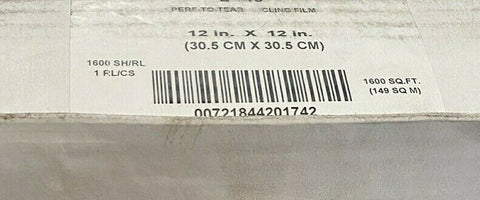 PERF-TO-TEAR CLING FILM
12 in. X 12 in.
(30.5 CM X 30.5 CM)
1600 SH/RL
1 RL/CS
1600 SQ.FT.
(149 SQ M)
00721844201742